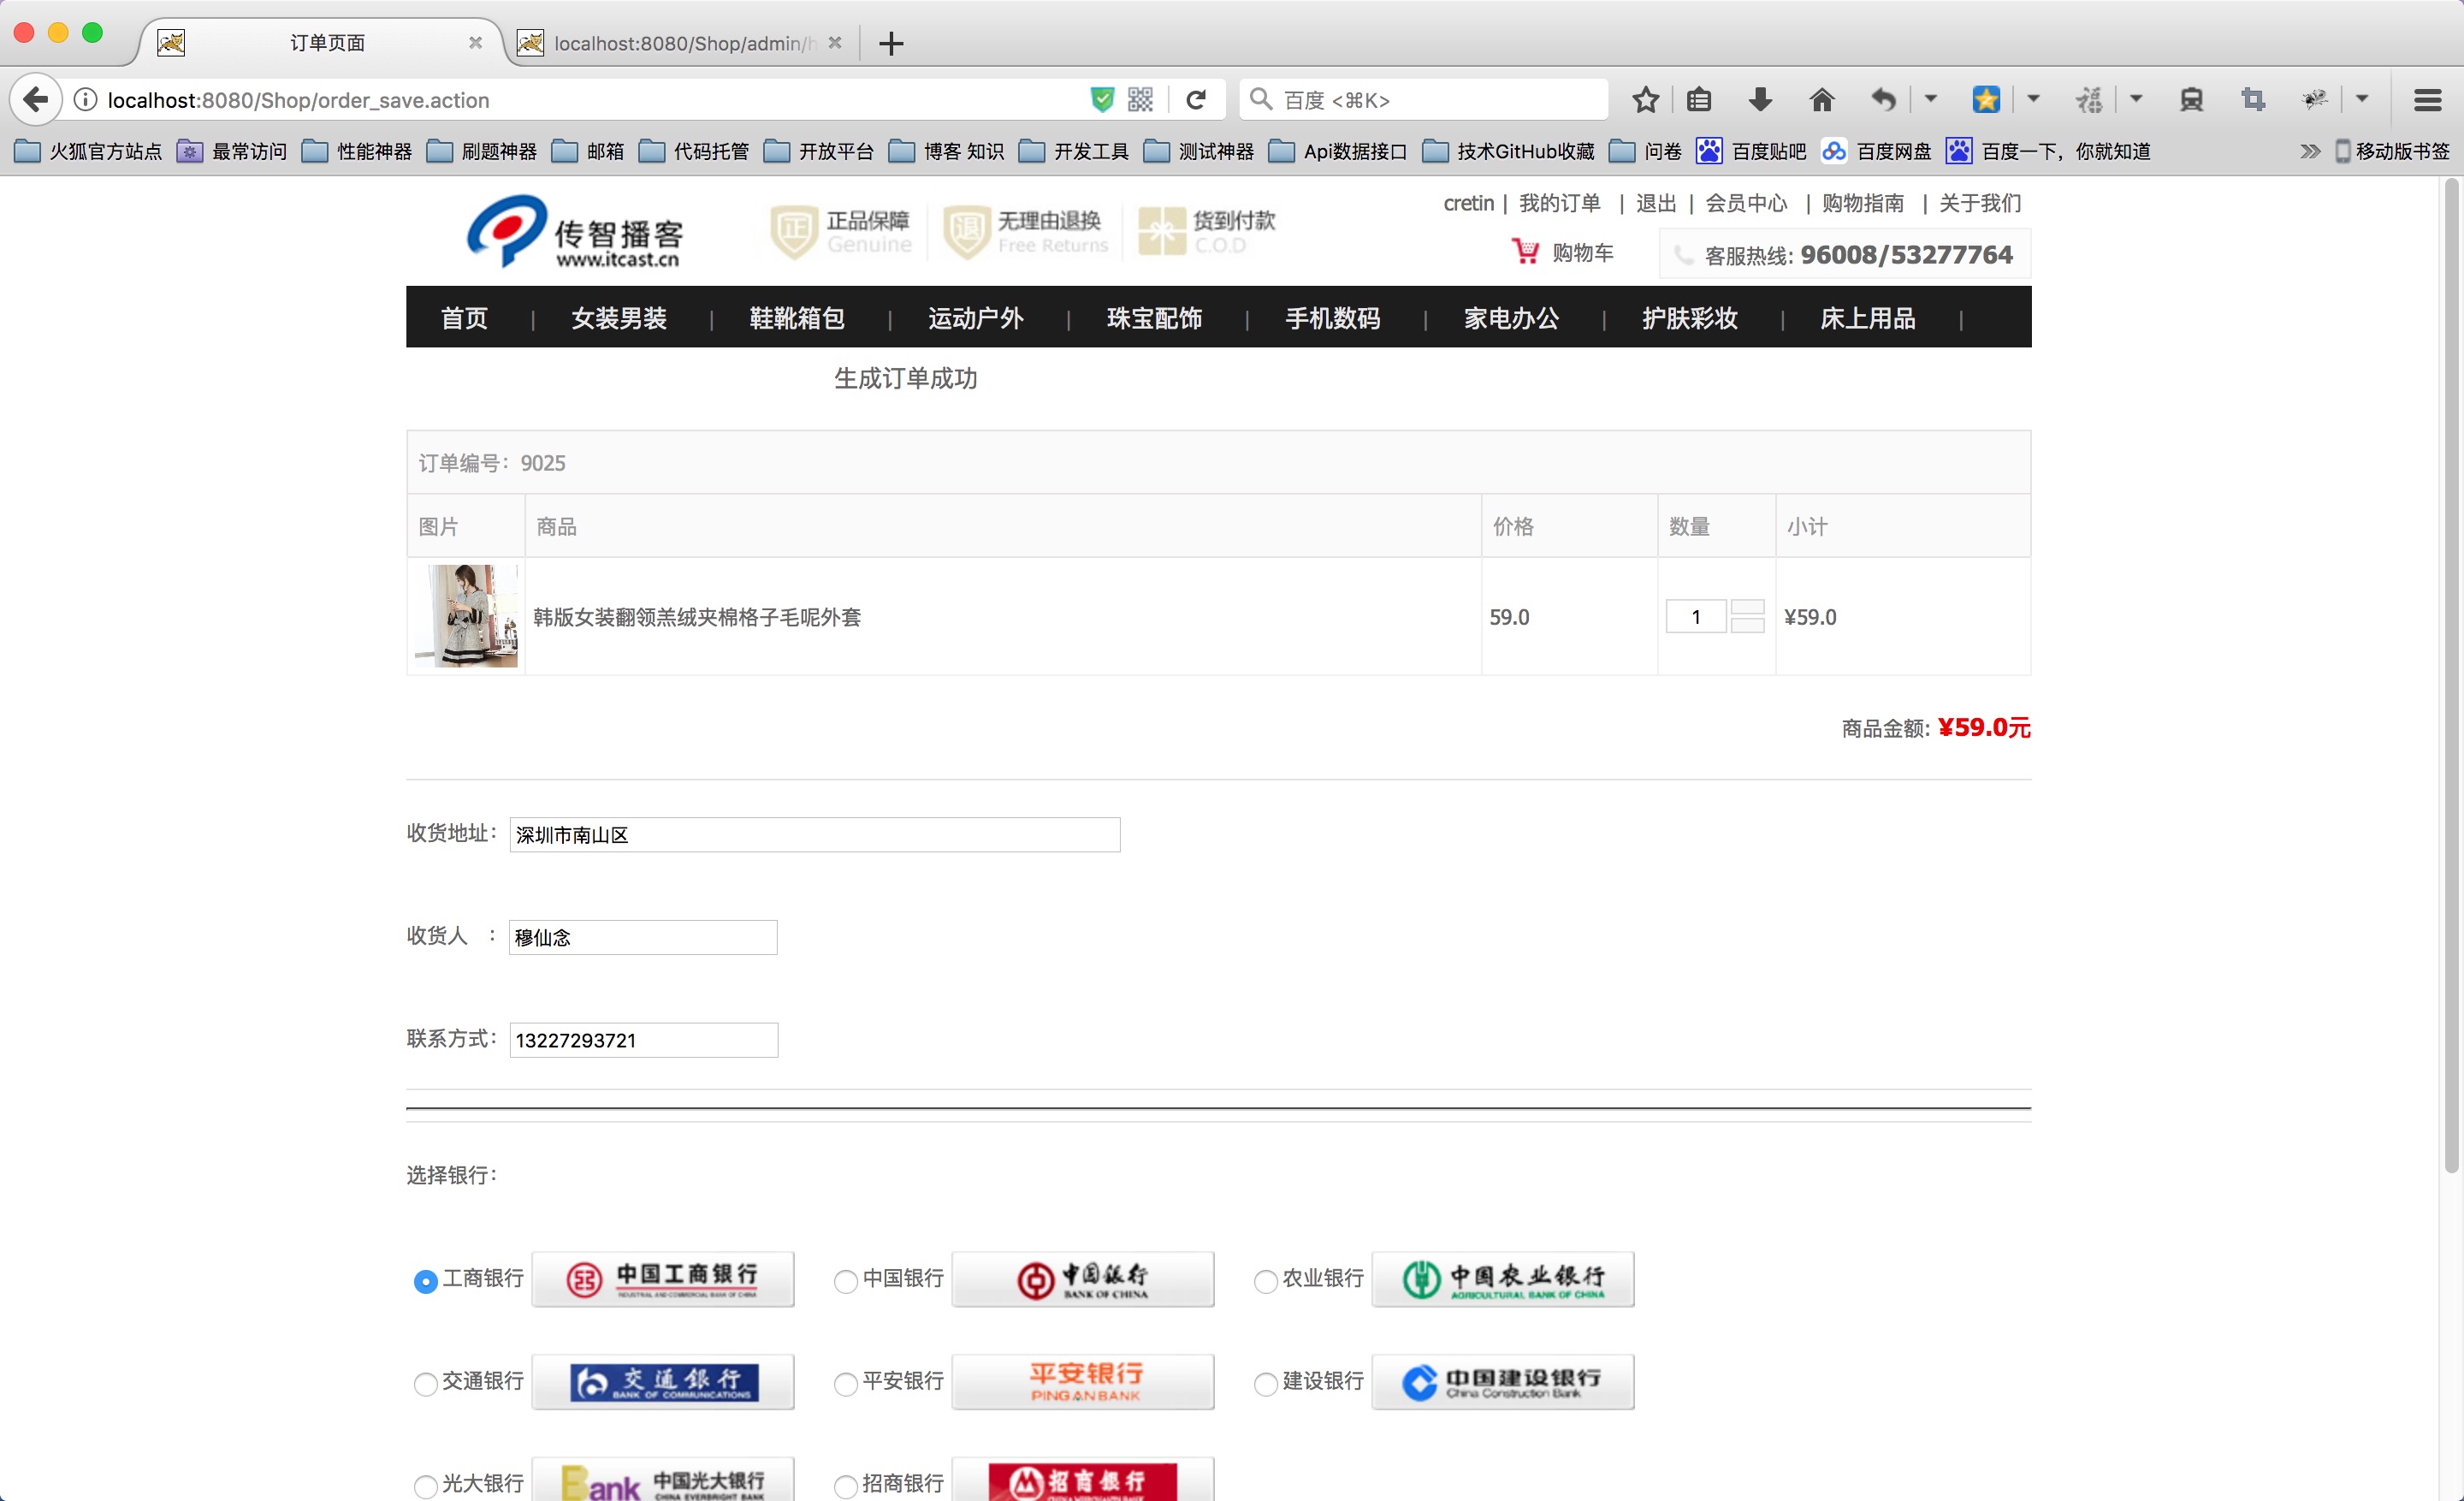 订单页面
localhost:8080/Shop/admin/h
localhost:8080/Shop/order_save.action
百度 <⌘K>
火狐官方站点 最常访问 性能神器 刷题神器 邮箱 代码托管 开放平台 博客 知识 开发工具 测试神器 Api数据接口 技术GitHub收藏 问卷 百度贴吧 百度网盘 百度一下，你就知道 移动版书签
cretin | 我的订单 | 退出 | 会员中心 | 购物指南 | 关于我们
传智播客
www.itcast.cn
正 正品保障
Genuine
退 无理由退换
Free Returns
货到付款
C.O.D
购物车
客服热线: 96008/53277764
首页 | 女装男装 | 鞋靴箱包 | 运动户外 | 珠宝配饰 | 手机数码 | 家电办公 | 护肤彩妆 | 床上用品 |
生成订单成功
订单编号：9025
图片 商品 价格 数量 小计
韩版女装翻领羔绒夹棉格子毛呢外套 59.0 1 ¥59.0
商品金额: ¥59.0元
收货地址：深圳市南山区
收货人 ：穆仙念
联系方式：13227293721
选择银行：
工商银行 中国工商银行
INDUSTRIAL AND COMMERCIAL BANK OF CHINA
中国银行 中国银行
BANK OF CHINA
农业银行 中国农业银行
AGRICULTURAL BANK OF CHINA
交通银行 交通银行
BANK OF COMMUNICATIONS
平安银行 平安银行
PING AN BANK
建设银行 中国建设银行
China Construction Bank
光大银行 Bank 中国光大银行
CHINA EVERBRIGHT BANK
招商银行 招商银行
CHINA MERCHANTS BANK